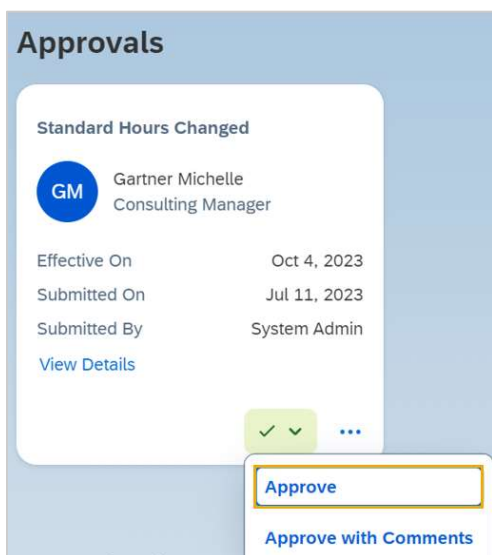 Approvals
Standard Hours Changed
GM
Gartner Michelle
Consulting Manager
Effective On Oct 4, 2023
Submitted On Jul 11, 2023
Submitted By System Admin
View Details
Approve
Approve with Comments